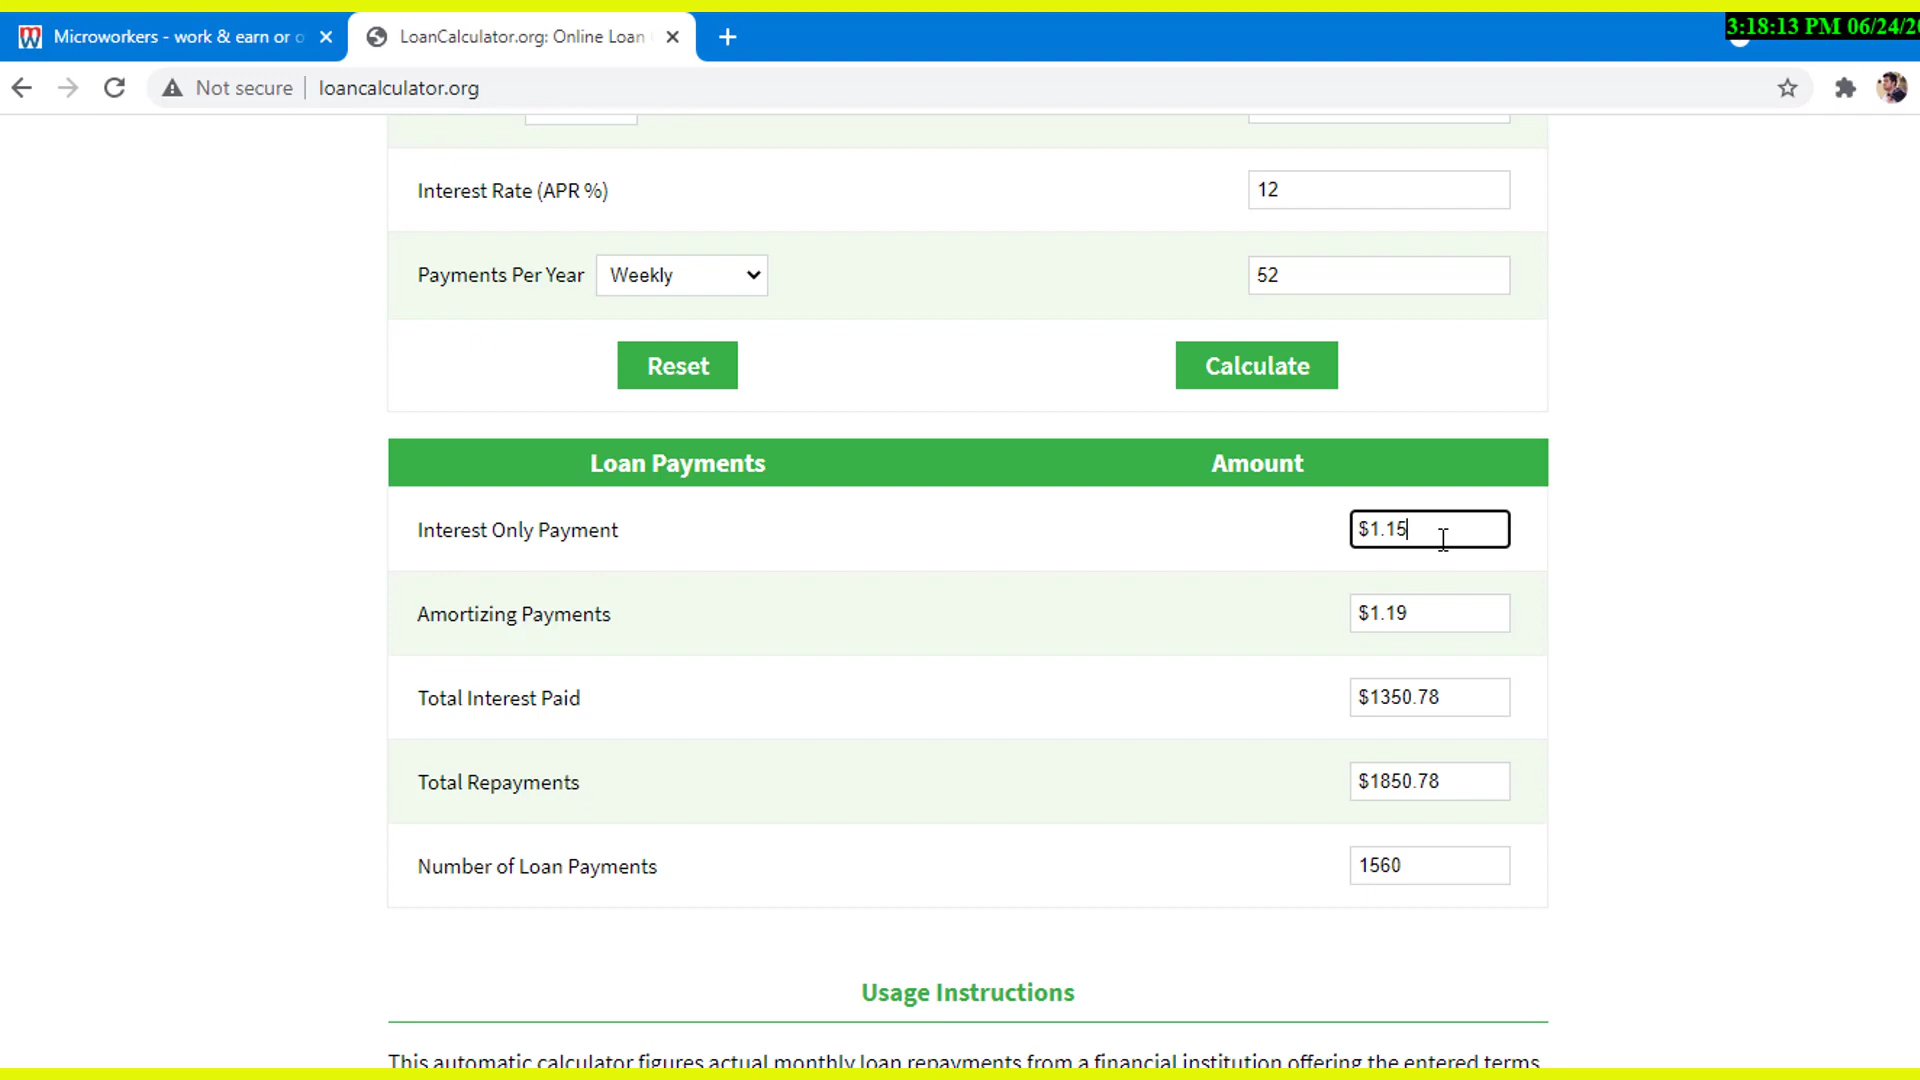 Microworkers - work & earn or o
LoanCalculator.org: Online Loan
3:18:13 PM 06/24/20
Not secure
loancalculator.org
Interest Rate (APR %)
12
Payments Per Year
Weekly
52
Reset
Calculate
Loan Payments
Amount
Interest Only Payment
$1.15
Amortizing Payments
$1.19
Total Interest Paid
$1350.78
Total Repayments
$1850.78
Number of Loan Payments
1560
Usage Instructions
This automatic calculator figures actual monthly loan repayments from a financial institution offering the entered terms